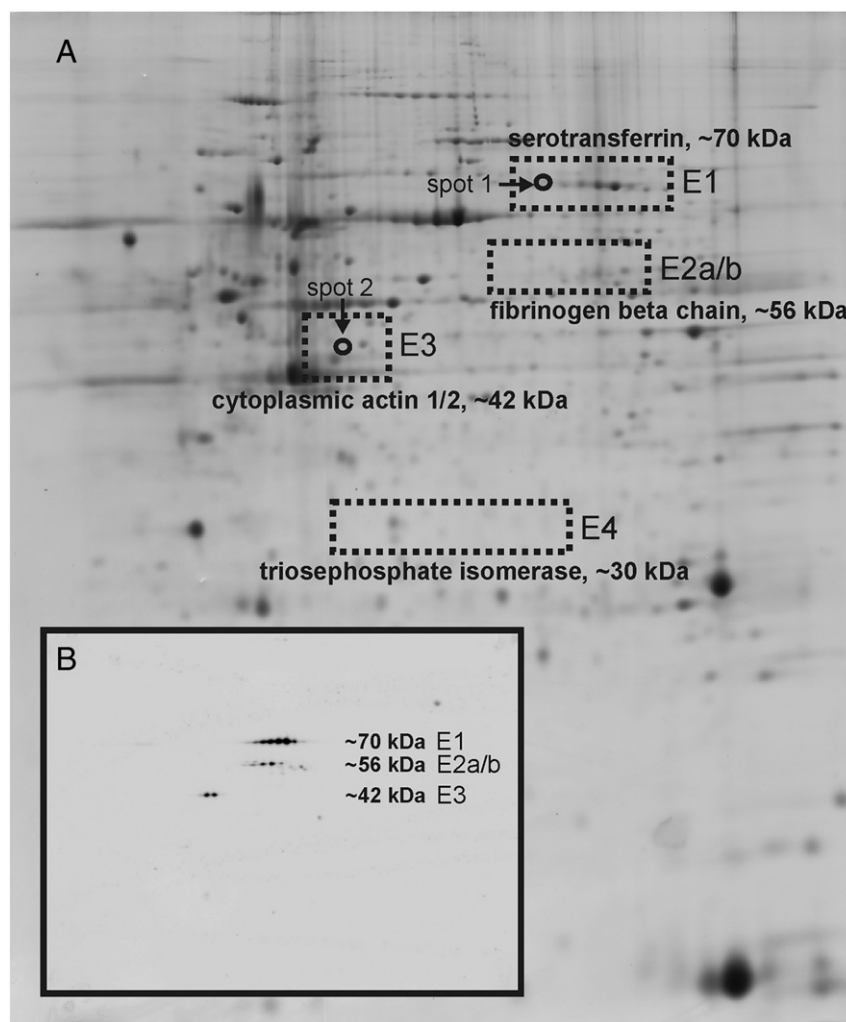 A
serotransferrin, ~70 kDa
spot 1
E1
E2a/b
spot 2
fibrinogen beta chain, ~56 kDa
E3
cytoplasmic actin 1/2, ~42 kDa
E4
triosephosphate isomerase, ~30 kDa
B
~70 kDa E1
~56 kDa E2a/b
~42 kDa E3